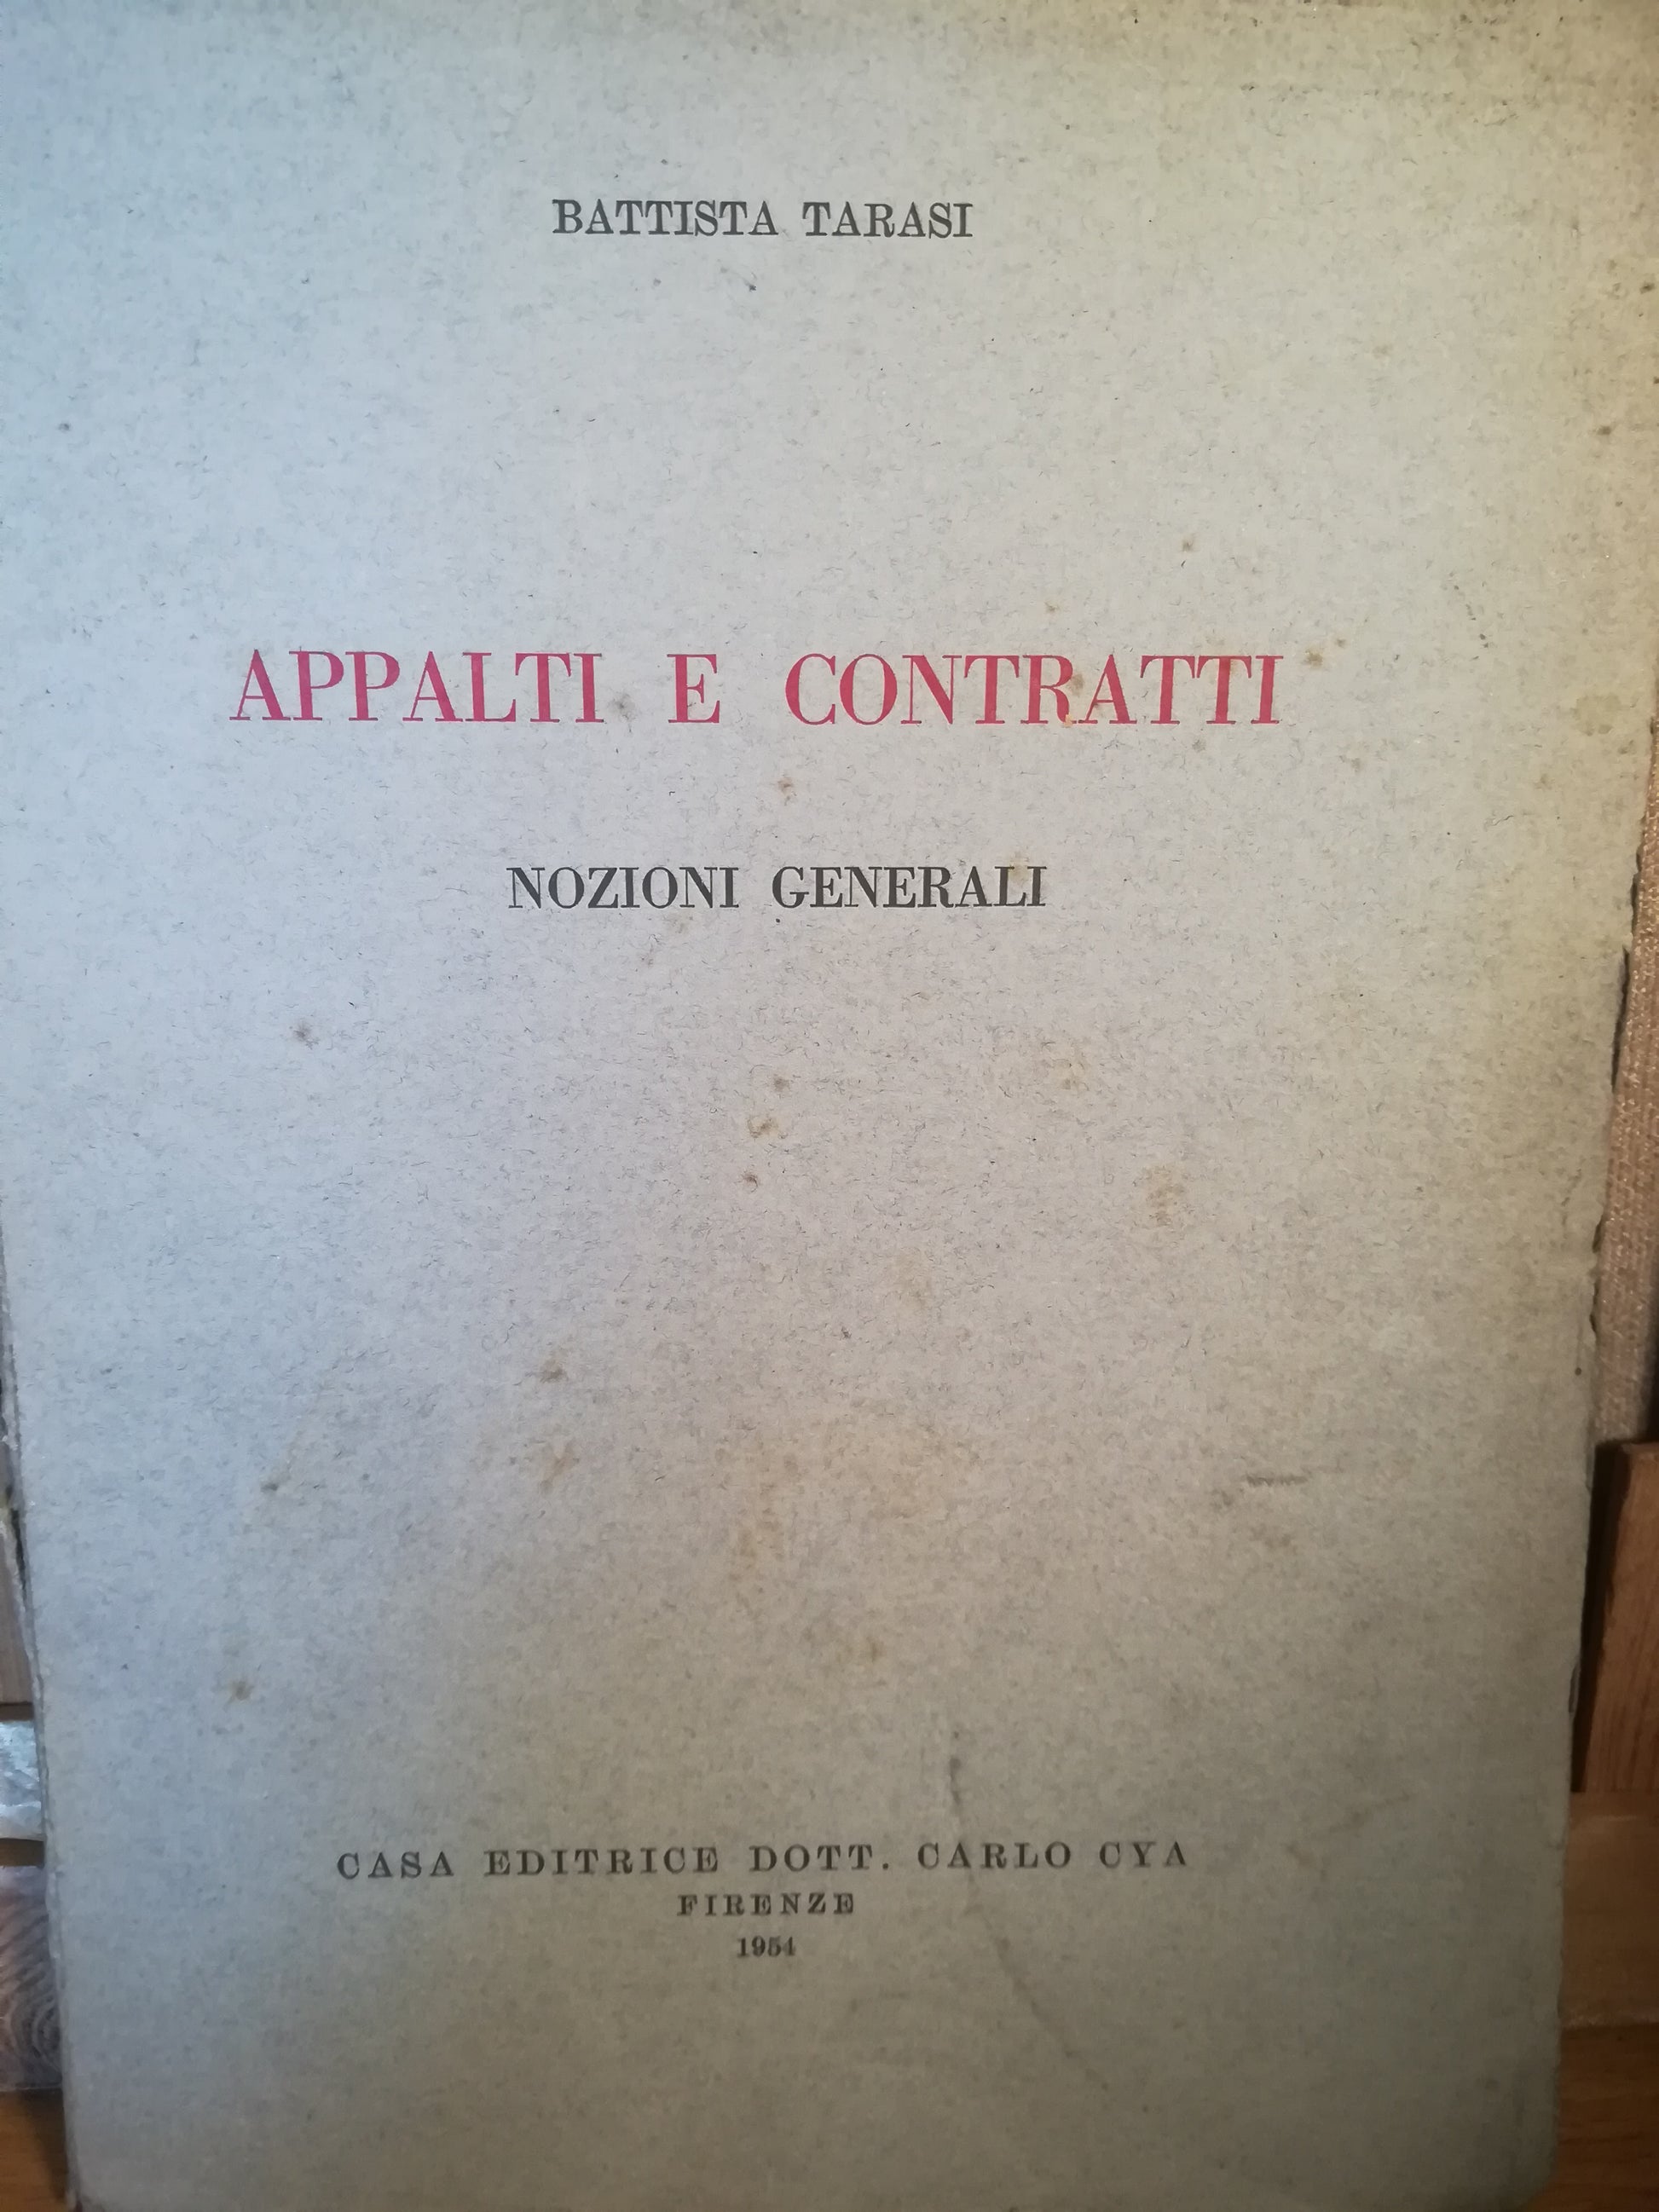 BATTISTA TARASI
APPALTI E CONTRATTI
NOZIONI GENERALI
CASA EDITRICE DOTT. CARLO CYA
FIRENZE
1954